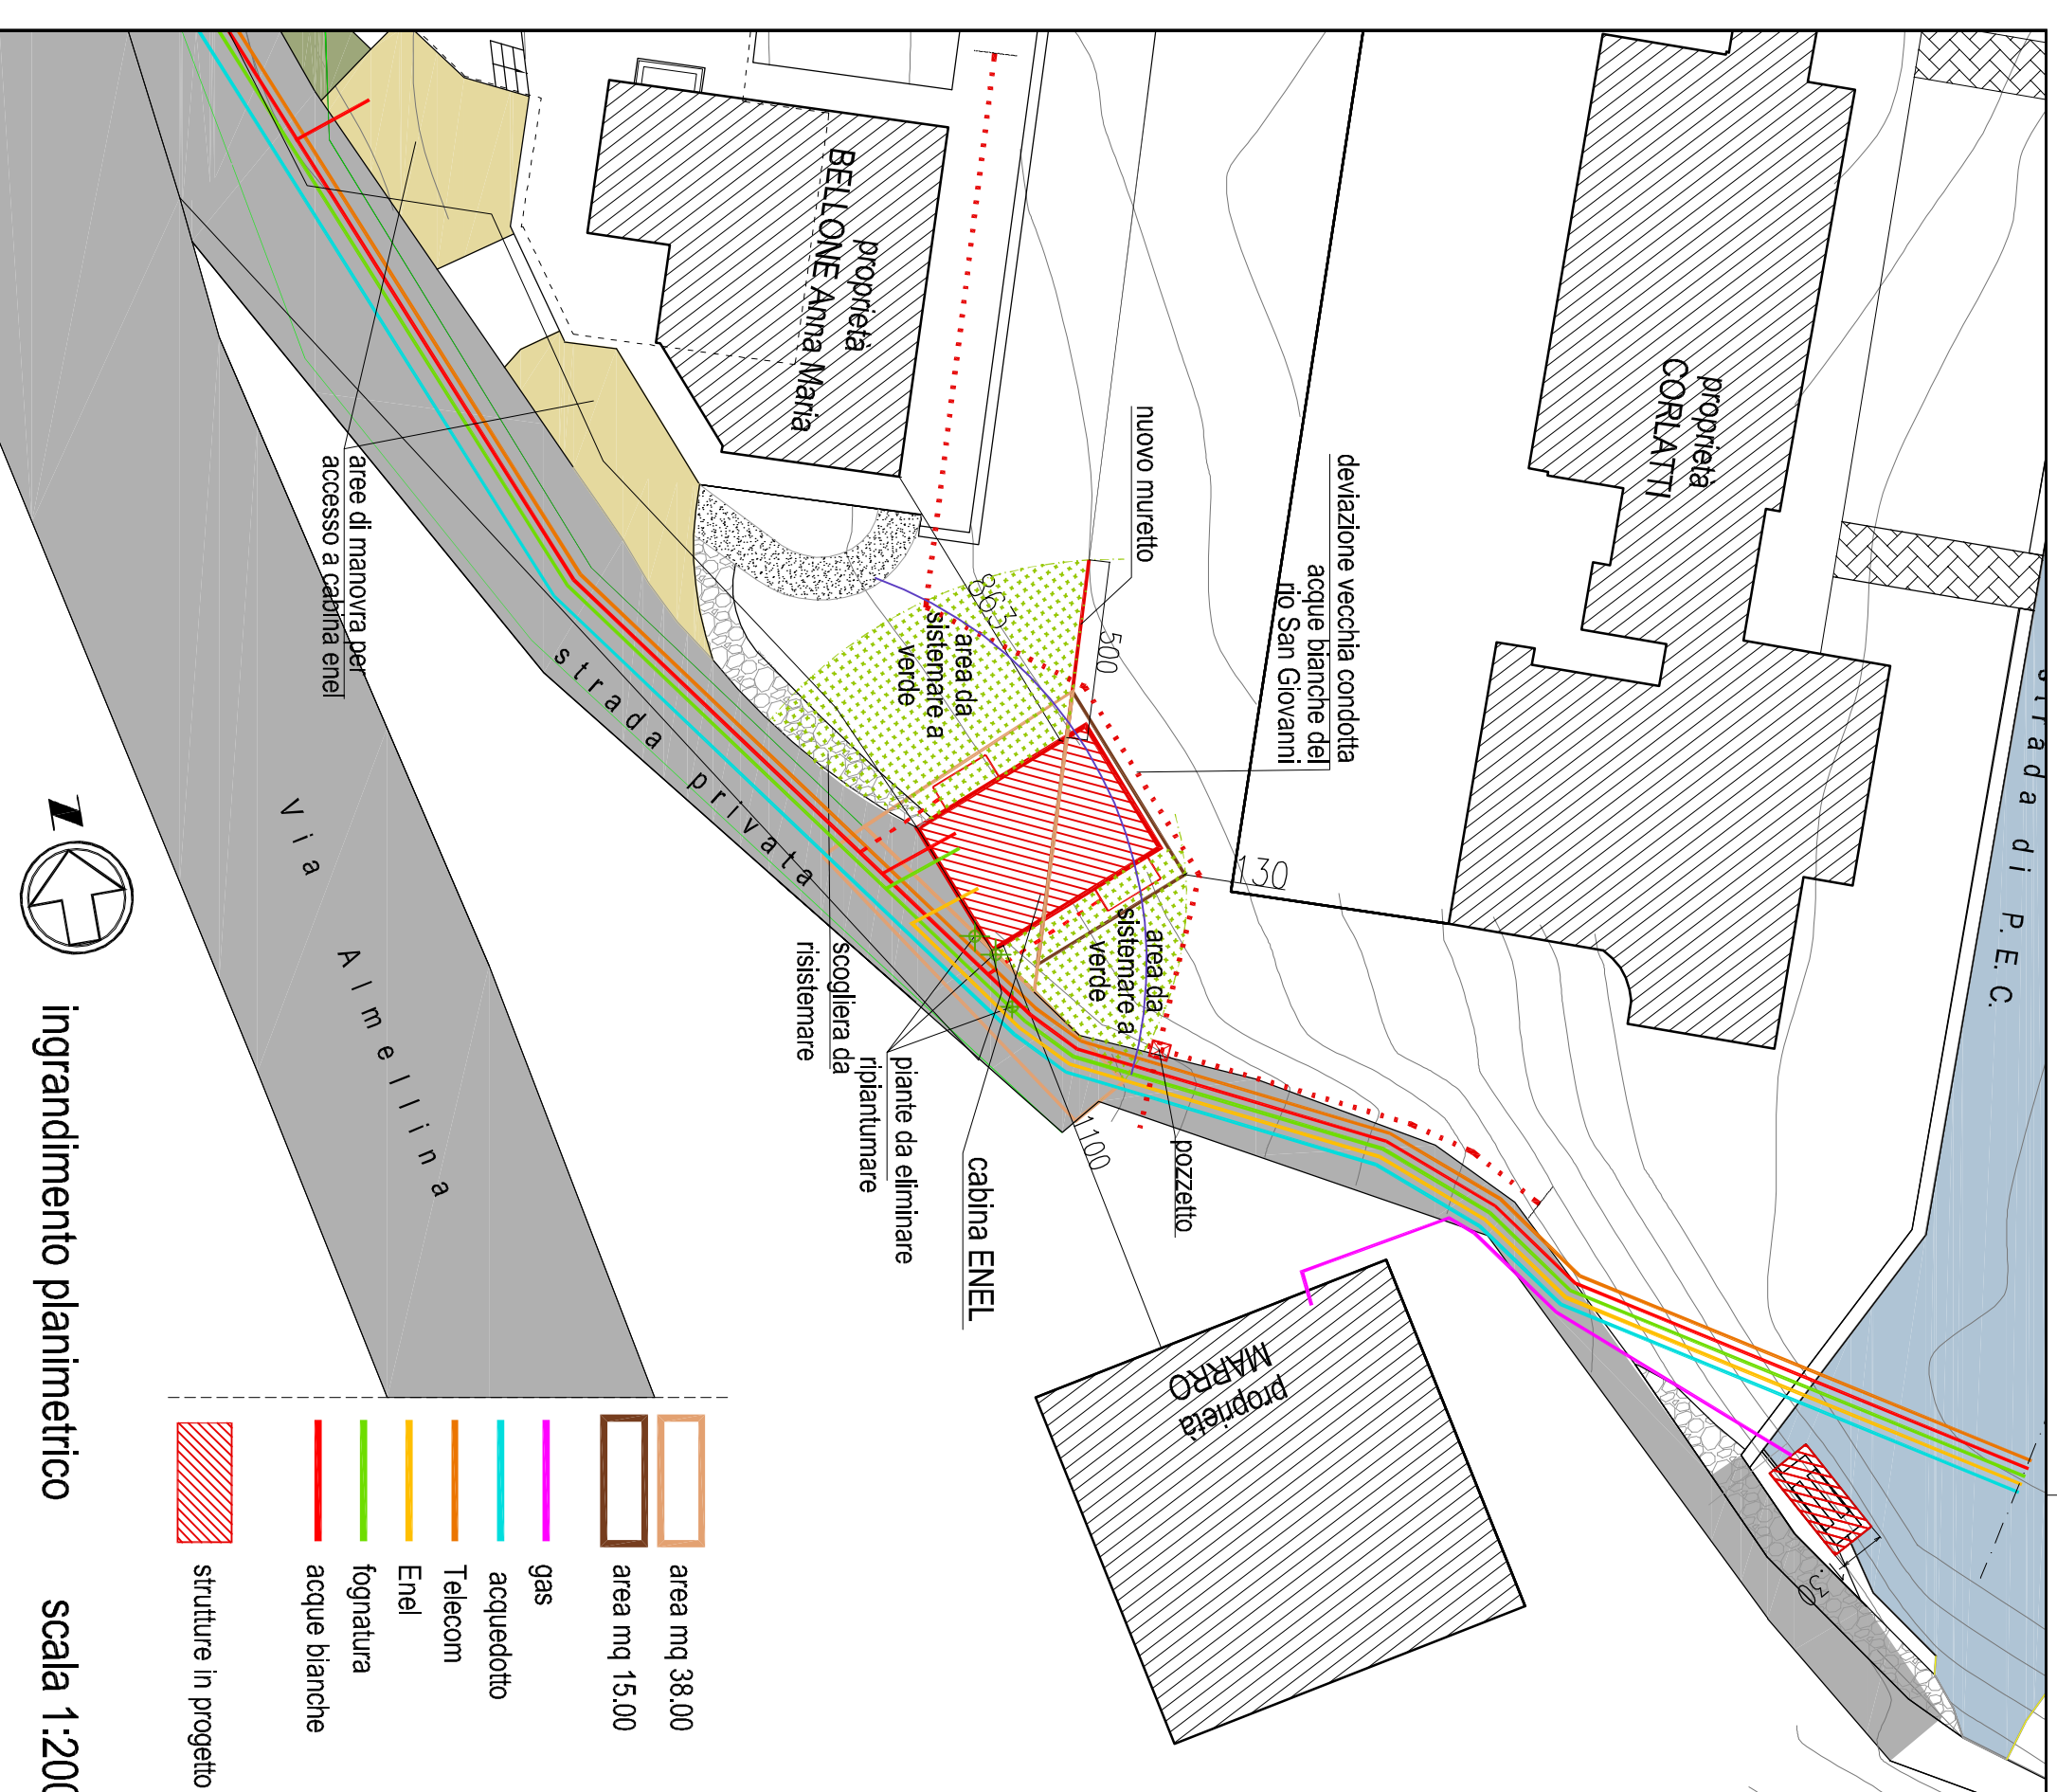 proprietà
CORLATTI
strada di P.E.C.
proprietà
BELLONE Anna Maria
nuovo muretto
deviazione vecchia condotta
acque bianche del
rio San Giovanni
863
500
130
1100
area da
sistemare a
verde
area da
sistemare a
verde
aree di manovra per
accesso a cabina enel
strada privata
Via Almellina
scogliera da
risistemare
piante da eliminare
ripiantumare
cabina ENEL
pozzetto
proprietà
MARRO
area mq 38.00
area mq 15.00
gas
acquedotto
Telecom
Enel
fognatura
acque bianche
strutture in progetto
ingrandimento planimetrico scala 1:200